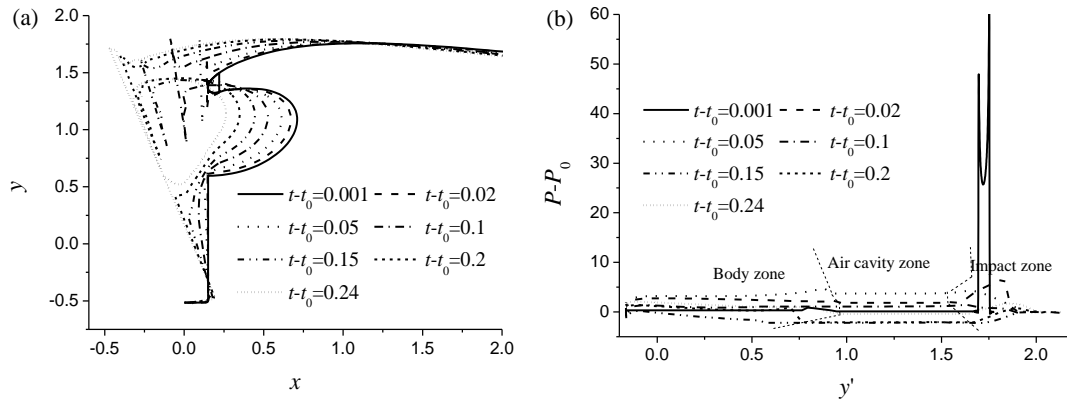 (a)
2.0
1.5
1.0
0.5
0.0
-0.5
y
-0.5 0.0 0.5 1.0 1.5 2.0
x
t-t0=0.001 t-t0=0.02
t-t0=0.05 t-t0=0.1
t-t0=0.15 t-t0=0.2
t-t0=0.24
(b)
60
50
40
30
20
10
0
P-P0
t-t0=0.001 t-t0=0.02
t-t0=0.05 t-t0=0.1
t-t0=0.15 t-t0=0.2
t-t0=0.24
Body zone Air cavity zone Impact zone
0.0 0.5 1.0 1.5 2.0
y'